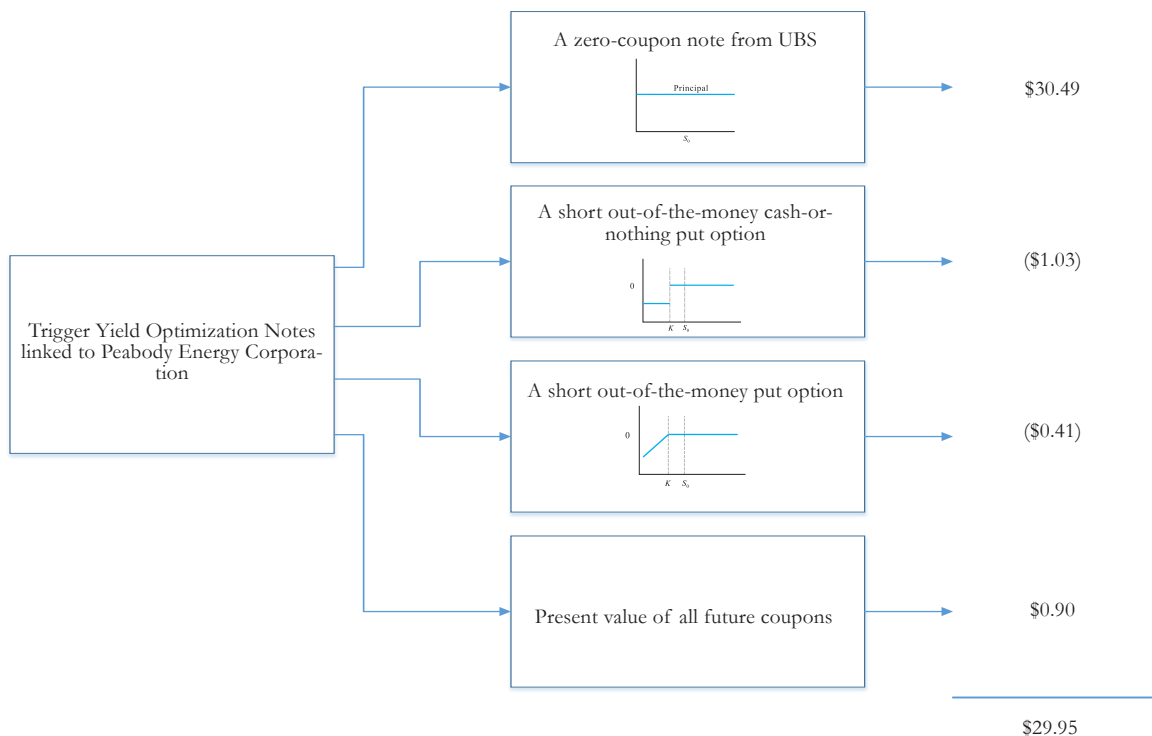 A zero-coupon note from UBS
Principal
S0
$30.49
A short out-of-the-money cash-or-
nothing put option
0
K S0
($1.03)
Trigger Yield Optimization Notes
linked to Peabody Energy Corpora-
tion
A short out-of-the-money put option
0
K S0
($0.41)
Present value of all future coupons
$0.90
$29.95